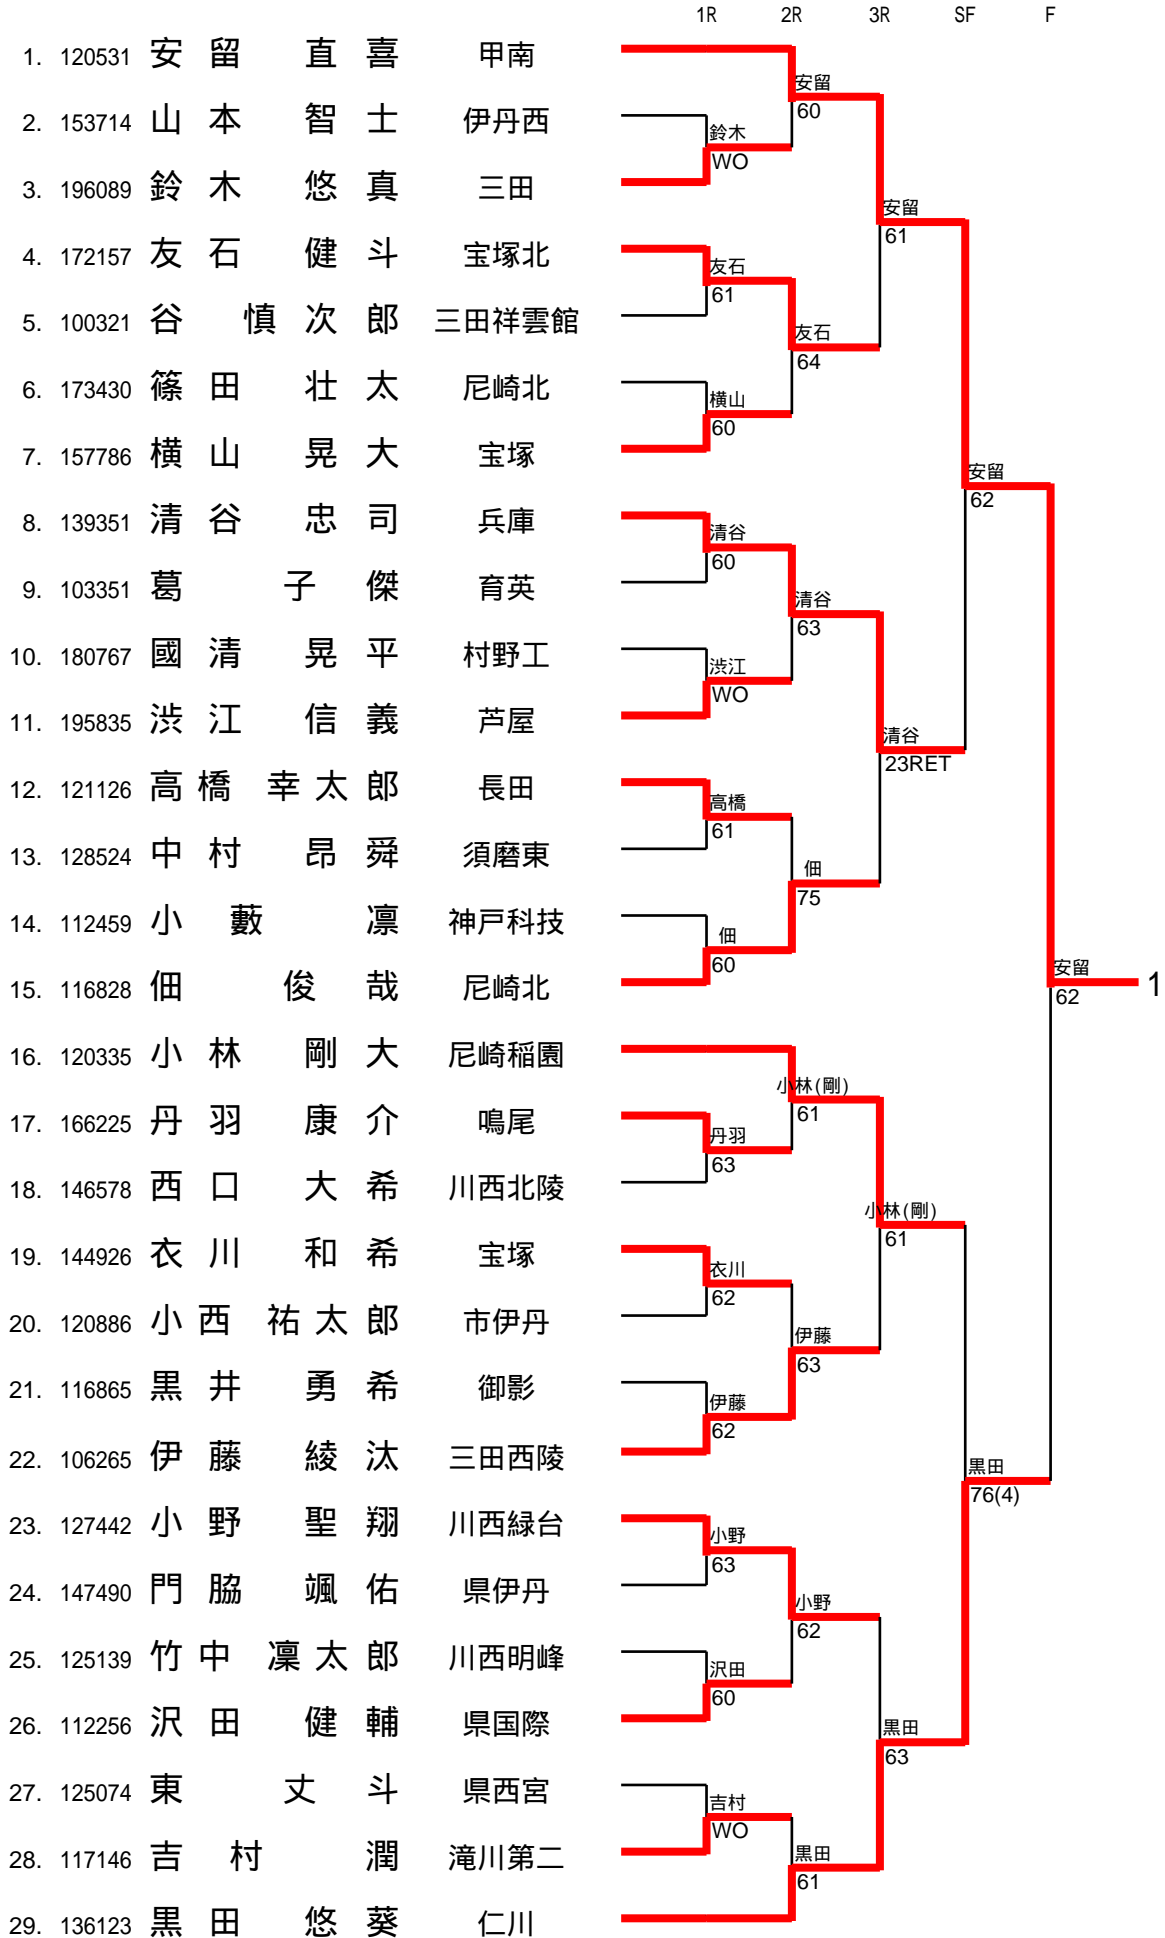 1R 2R 3R SF F
1. 120531 安留 直喜 甲南
2. 153714 山本 智士 伊丹西
3. 196089 鈴木 悠真 三田
4. 172157 友石 健斗 宝塚北
5. 100321 谷 慎次郎 三田祥雲館
6. 173430 篠田 壮太 尼崎北
7. 157786 横山 晃大 宝塚
8. 139351 清谷 忠司 兵庫
9. 103351 葛 子傑 育英
10. 180767 國清 晃平 村野工
11. 195835 渋江 信義 芦屋
12. 121126 高橋 幸太郎 長田
13. 128524 中村 昂舜 須磨東
14. 112459 小藪 凛 神戸科技
15. 116828 佃 俊哉 尼崎北
16. 120335 小林 剛大 尼崎稲園
17. 166225 丹羽 康介 鳴尾
18. 146578 西口 大希 川西北陵
19. 144926 衣川 和希 宝塚
20. 120886 小西 祐太郎 市伊丹
21. 116865 黒井 勇希 御影
22. 106265 伊藤 綾汰 三田西陵
23. 127442 小野 聖翔 川西緑台
24. 147490 門脇 颯佑 県伊丹
25. 125139 竹中 凜太郎 川西明峰
26. 112256 沢田 健輔 県国際
27. 125074 東 丈斗 県西宮
28. 117146 吉村 潤 滝川第二
29. 136123 黒田 悠葵 仁川
鈴木
WO
友石
61
横山
60
清谷
60
渋江
WO
高橋
61
佃
60
丹羽
63
衣川
62
伊藤
62
小野
63
沢田
60
吉村
WO
安留
60
友石
64
清谷
63
佃
75
小林(剛)
61
伊藤
63
小野
62
黒田
61
安留
61
清谷
23RET
小林(剛)
61
黒田
63
安留
62
黒田
76(4)
安留
62
1